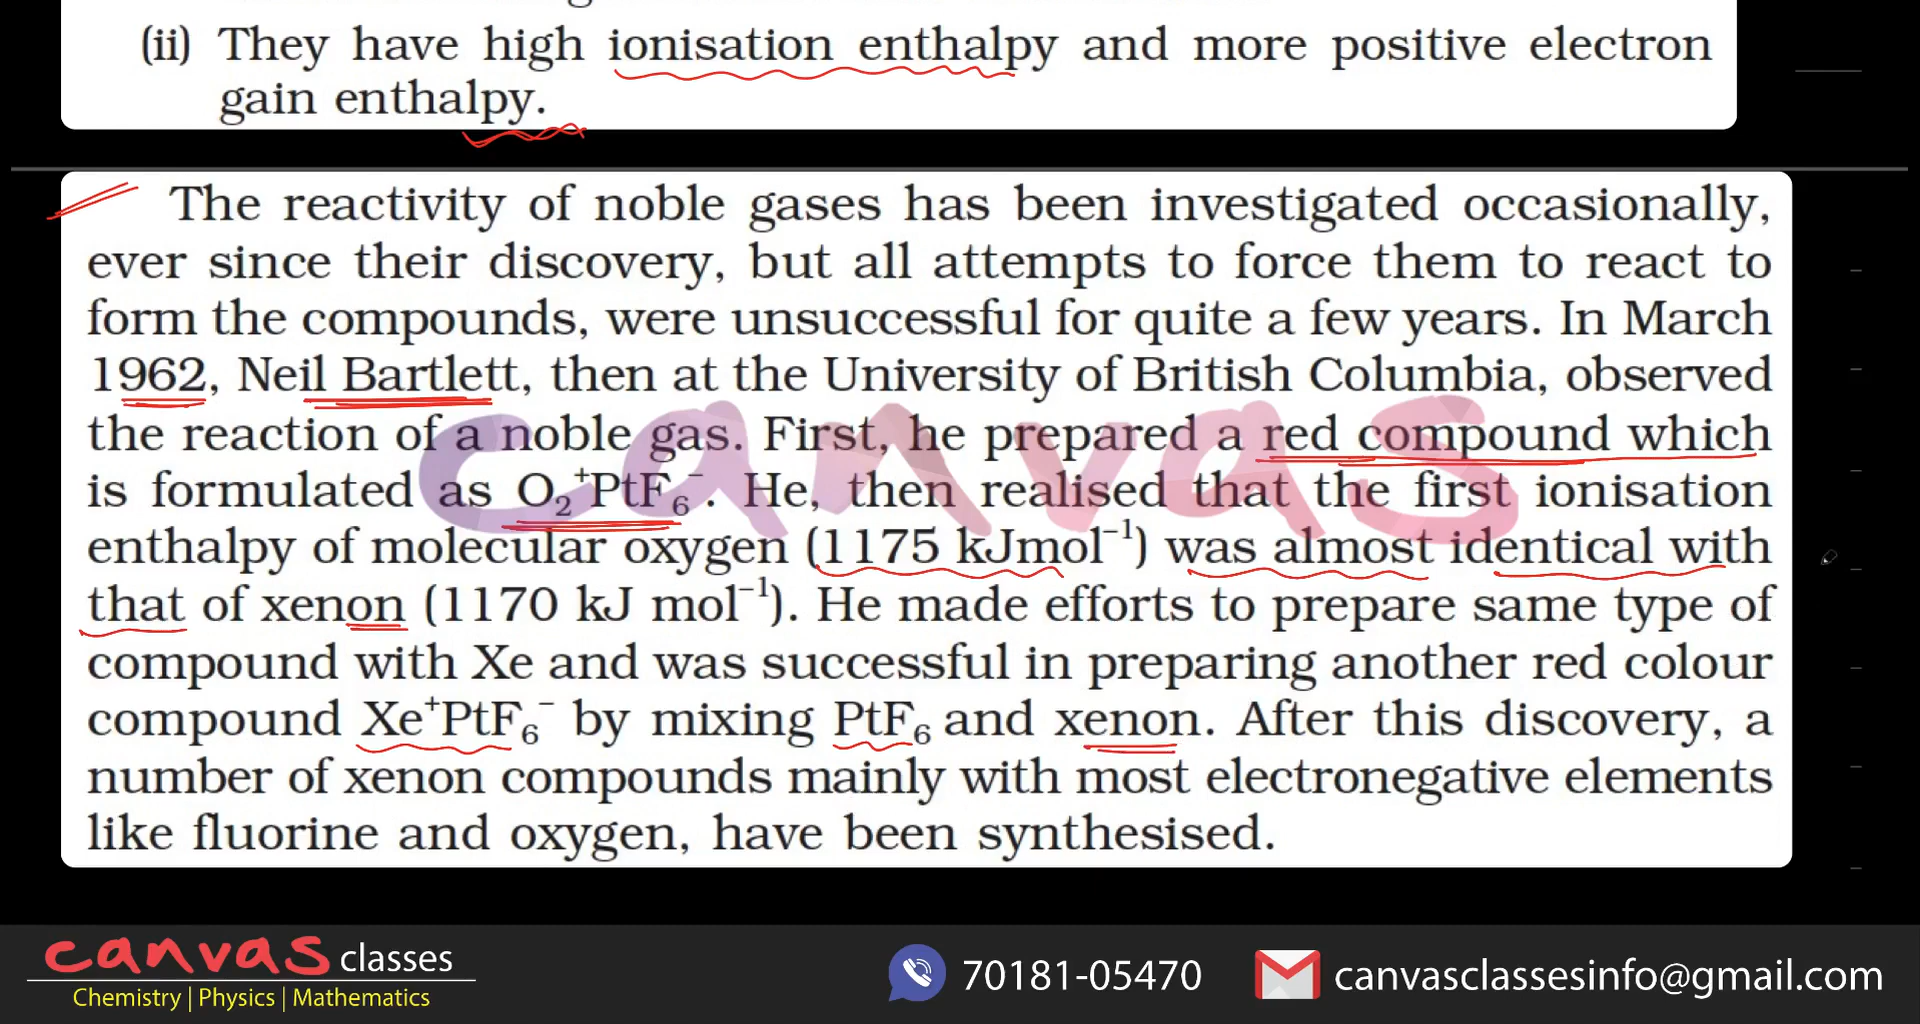 (ii) They have high ionisation enthalpy and more positive electron
gain enthalpy.
The reactivity of noble gases has been investigated occasionally,
ever since their discovery, but all attempts to force them to react to
form the compounds, were unsuccessful for quite a few years. In March
1962, Neil Bartlett, then at the University of British Columbia, observed
the reaction of a noble gas. First, he prepared a red compound which
is formulated as O₂⁺PtF₆⁻. He, then realised that the first ionisation
enthalpy of molecular oxygen (1175 kJmol⁻¹) was almost identical with
that of xenon (1170 kJ mol⁻¹). He made efforts to prepare same type of
compound with Xe and was successful in preparing another red colour
compound Xe⁺PtF₆⁻ by mixing PtF₆ and xenon. After this discovery, a
number of xenon compounds mainly with most electronegative elements
like fluorine and oxygen, have been synthesised.
canvas
canvas classes
Chemistry | Physics | Mathematics
70181-05470
canvasclassesinfo@gmail.com